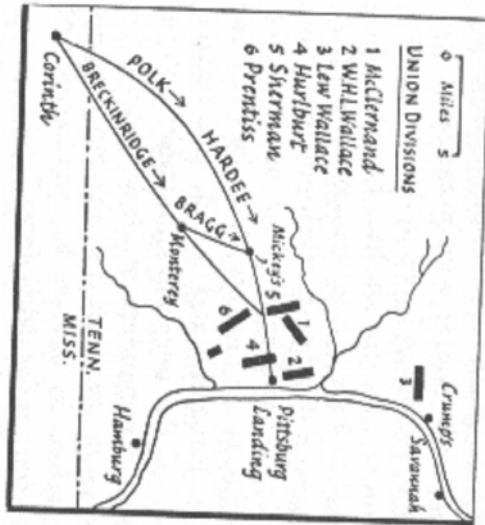 0 Miles 5
UNION DIVISIONS
1 McClernand
2 W.H.L. Wallace
3 Lew Wallace
4 Hurlburt
5 Sherman
6 Prentiss
Crump's
Savannah
3
POLK →
HARDEE →
Mickey's
5
1
2
4
6
Pittsburg
Landing
BRECKINRIDGE →
BRAGG →
Monterey
Corinth
TENN.
MISS.
Hamburg